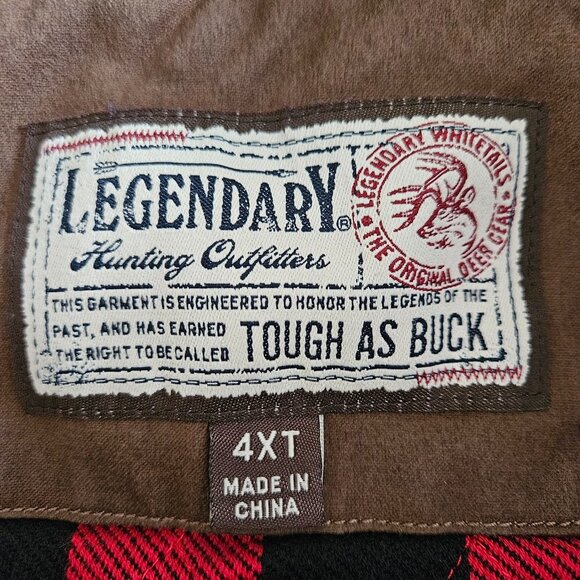 LEGENDARY®
Hunting Outfitters
LEGENDARY WHITETAILS.
THE ORIGINAL DEER GEAR
THIS GARMENT IS ENGINEERED TO HONOR THE LEGENDS OF THE
PAST, AND HAS EARNED
THE RIGHT TO BE CALLED
TOUGH AS BUCK
4XT
MADE IN
CHINA